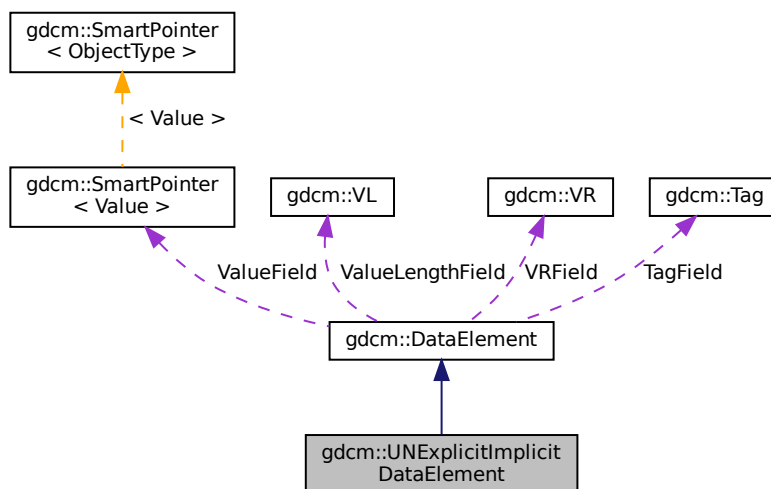 gdcm::SmartPointer
< ObjectType >
< Value >
gdcm::SmartPointer
< Value >
gdcm::VL
gdcm::VR
gdcm::Tag
ValueField
ValueLengthField
VRField
TagField
gdcm::DataElement
gdcm::UNExplicitImplicit
DataElement